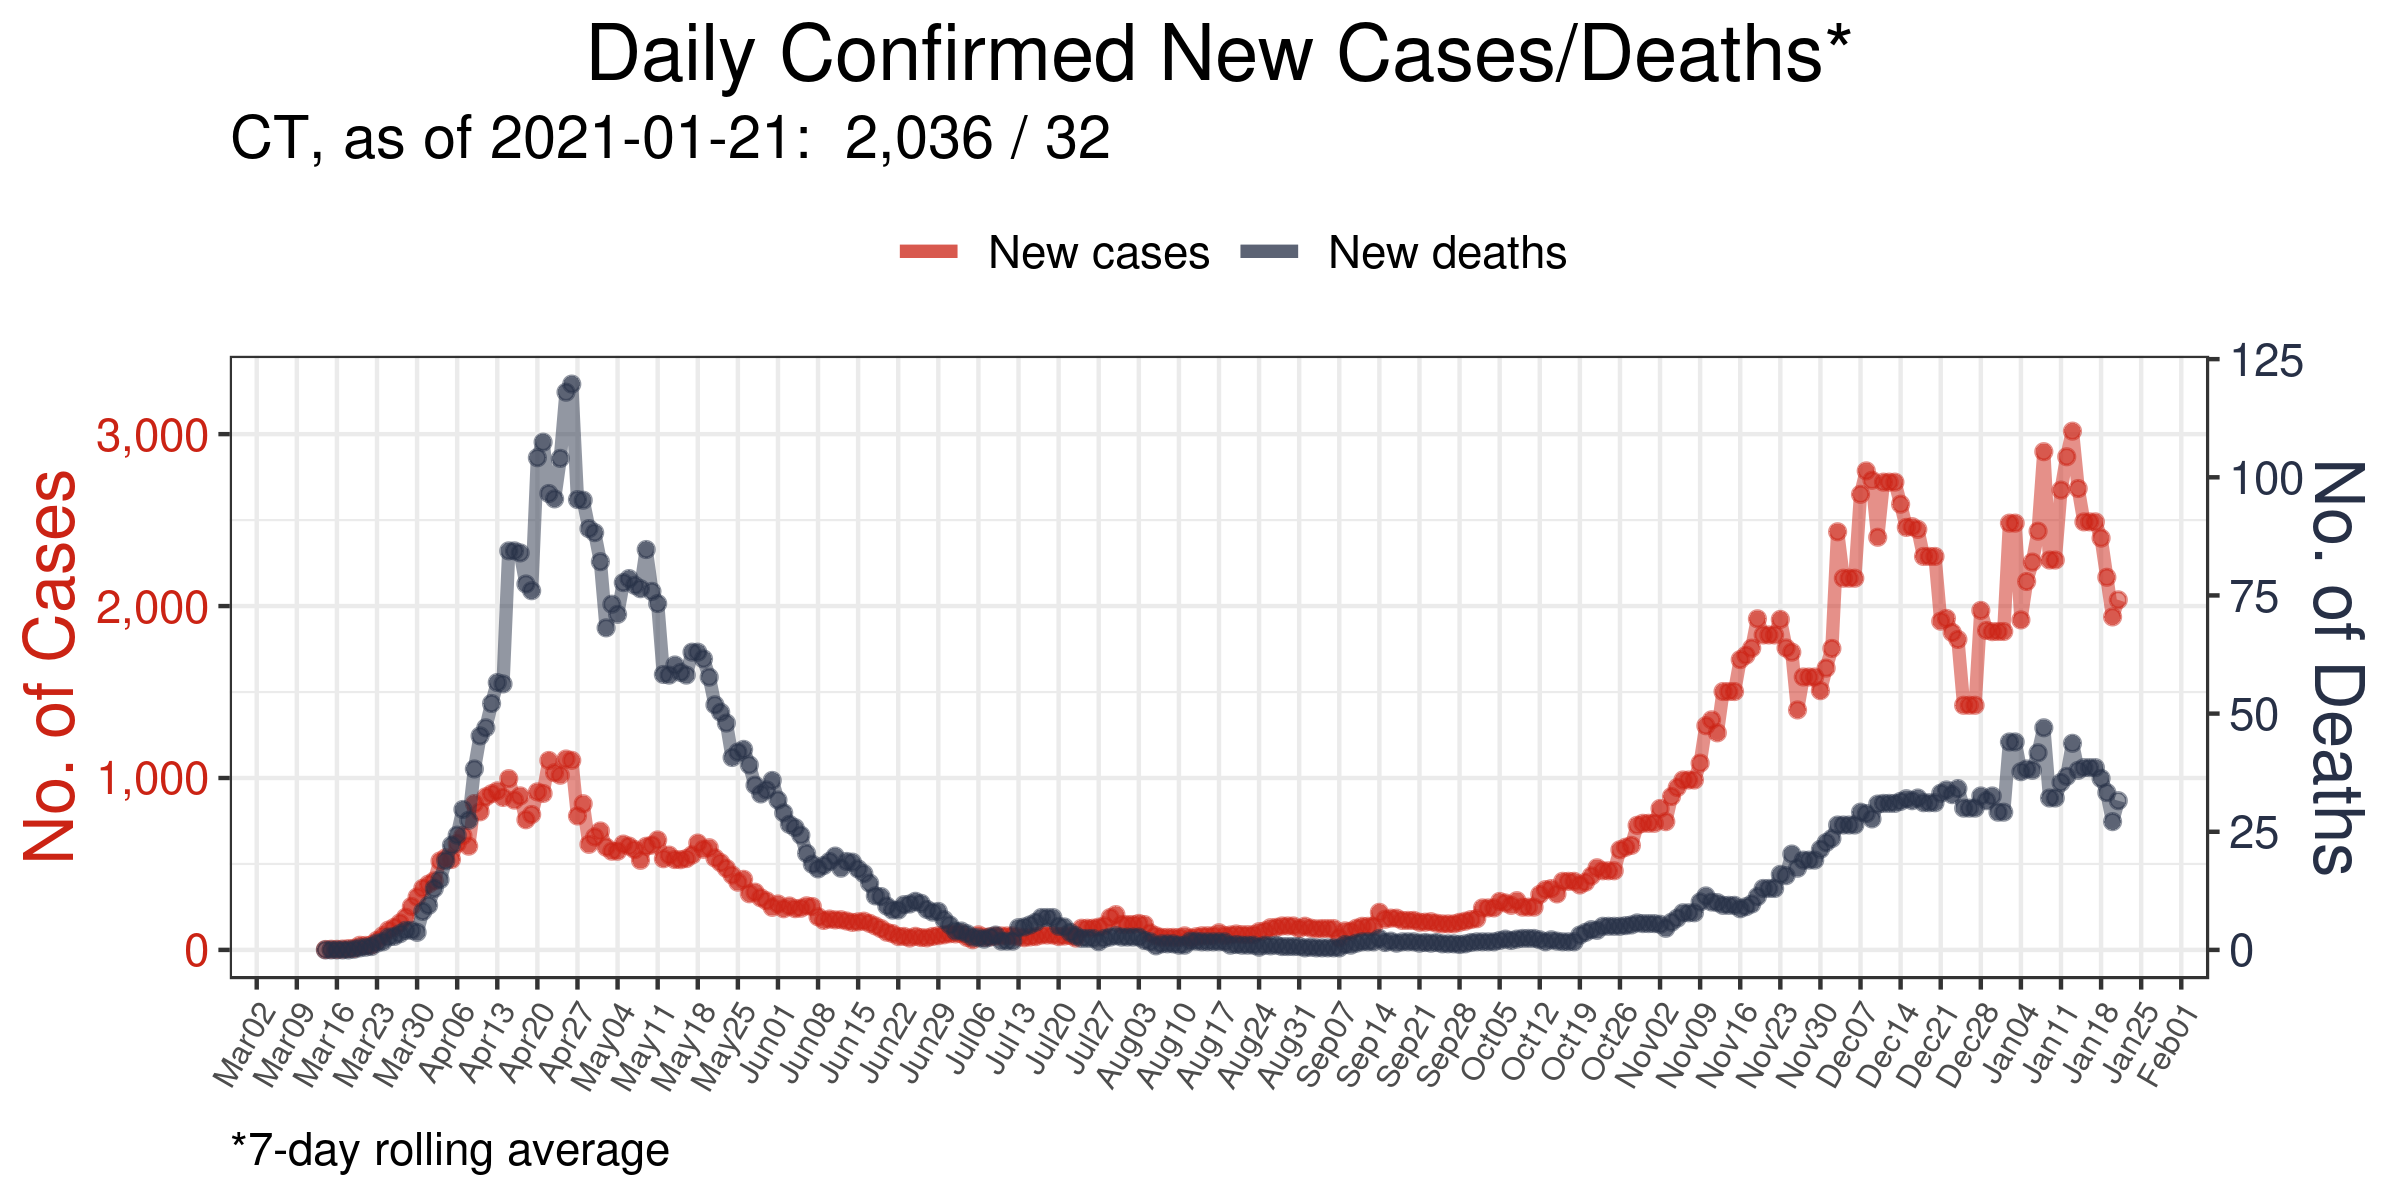 Daily Confirmed New Cases/Deaths*
CT, as of 2021-01-21:  2,036 / 32
New cases
New deaths
No. of Cases
3,000
2,000
1,000
0
125
100
75
50
25
0
No. of Deaths
Mar02
Mar09
Mar16
Mar23
Mar30
Apr06
Apr13
Apr20
Apr27
May04
May11
May18
May25
Jun01
Jun08
Jun15
Jun22
Jun29
Jul06
Jul13
Jul20
Jul27
Aug03
Aug10
Aug17
Aug24
Aug31
Sep07
Sep14
Sep21
Sep28
Oct05
Oct12
Oct19
Oct26
Nov02
Nov09
Nov16
Nov23
Nov30
Dec07
Dec14
Dec21
Dec28
Jan04
Jan11
Jan18
Jan25
Feb01
*7-day rolling average